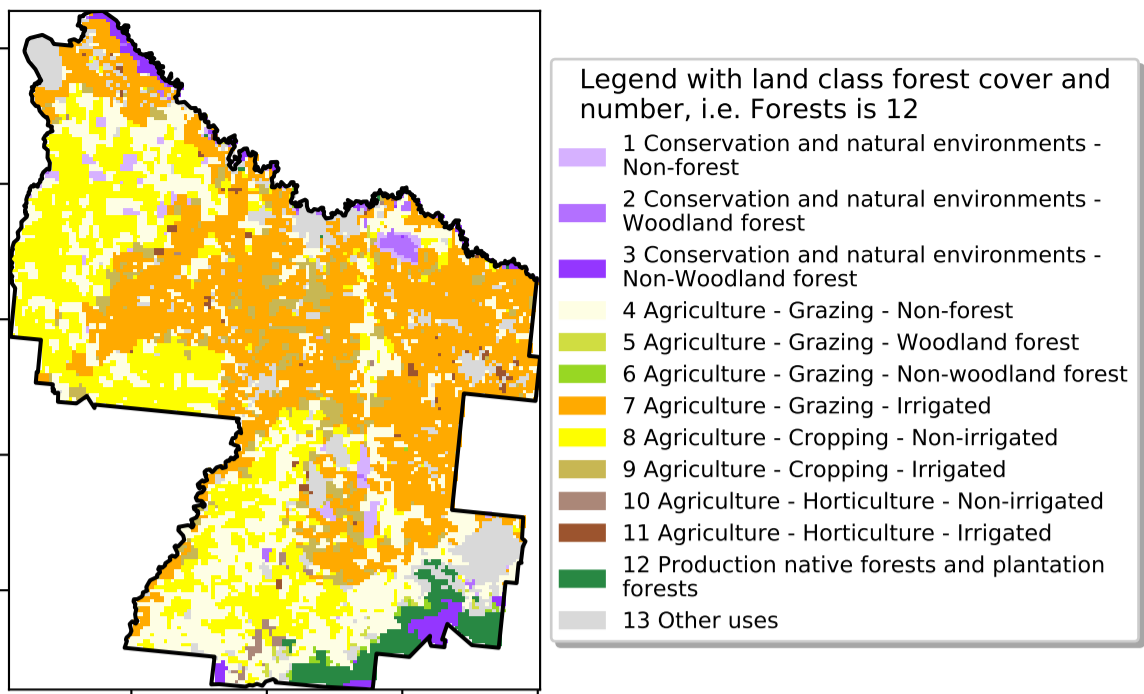 Legend with land class forest cover and
number, i.e. Forests is 12
1 Conservation and natural environments -
Non-forest
2 Conservation and natural environments -
Woodland forest
3 Conservation and natural environments -
Non-Woodland forest
4 Agriculture - Grazing - Non-forest
5 Agriculture - Grazing - Woodland forest
6 Agriculture - Grazing - Non-woodland forest
7 Agriculture - Grazing - Irrigated
8 Agriculture - Cropping - Non-irrigated
9 Agriculture - Cropping - Irrigated
10 Agriculture - Horticulture - Non-irrigated
11 Agriculture - Horticulture - Irrigated
12 Production native forests and plantation
forests
13 Other uses